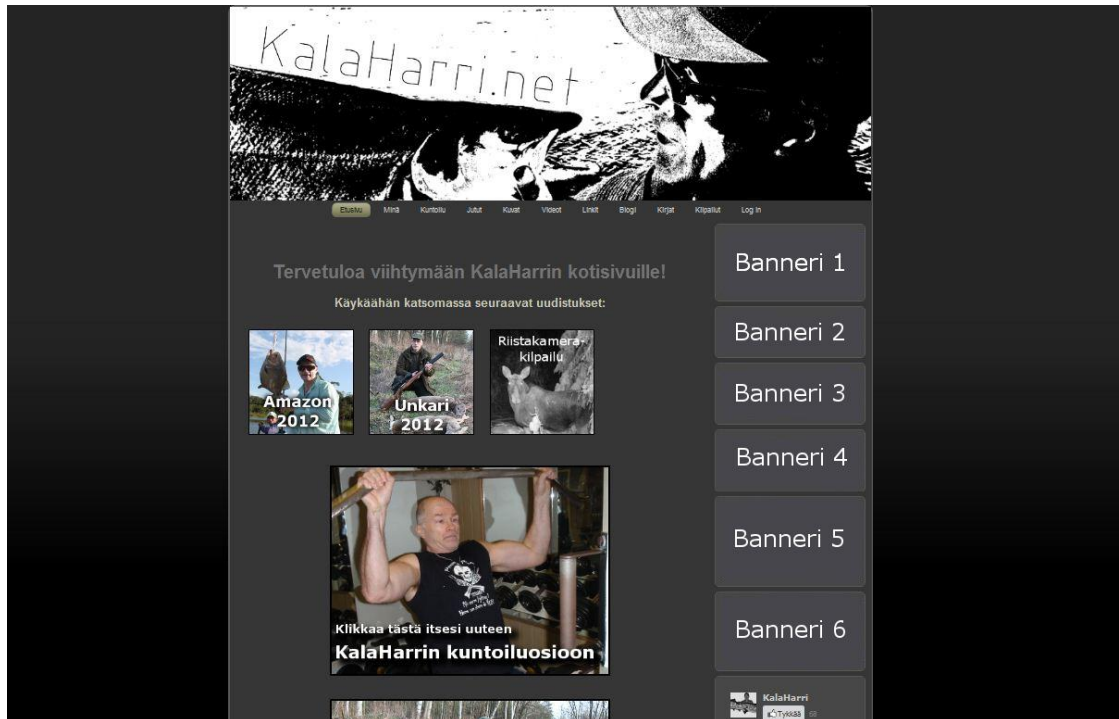 KalaHarri.net
Etusivu Minä Kuntoilu Jutut Kuvat Videot Linkit Blogi Kirjat Kilpailut Log in
Tervetuloa viihtymään KalaHarrin kotisivuille!
Käykäähän katsomassa seuraavat uudistukset:
Amazon
2012
Unkari
2012
Riistakamera-
kilpailu
Klikkaa tästä itsesi uuteen
KalaHarrin kuntoiluosioon
Banneri 1
Banneri 2
Banneri 3
Banneri 4
Banneri 5
Banneri 6
KalaHarri
Tykkää